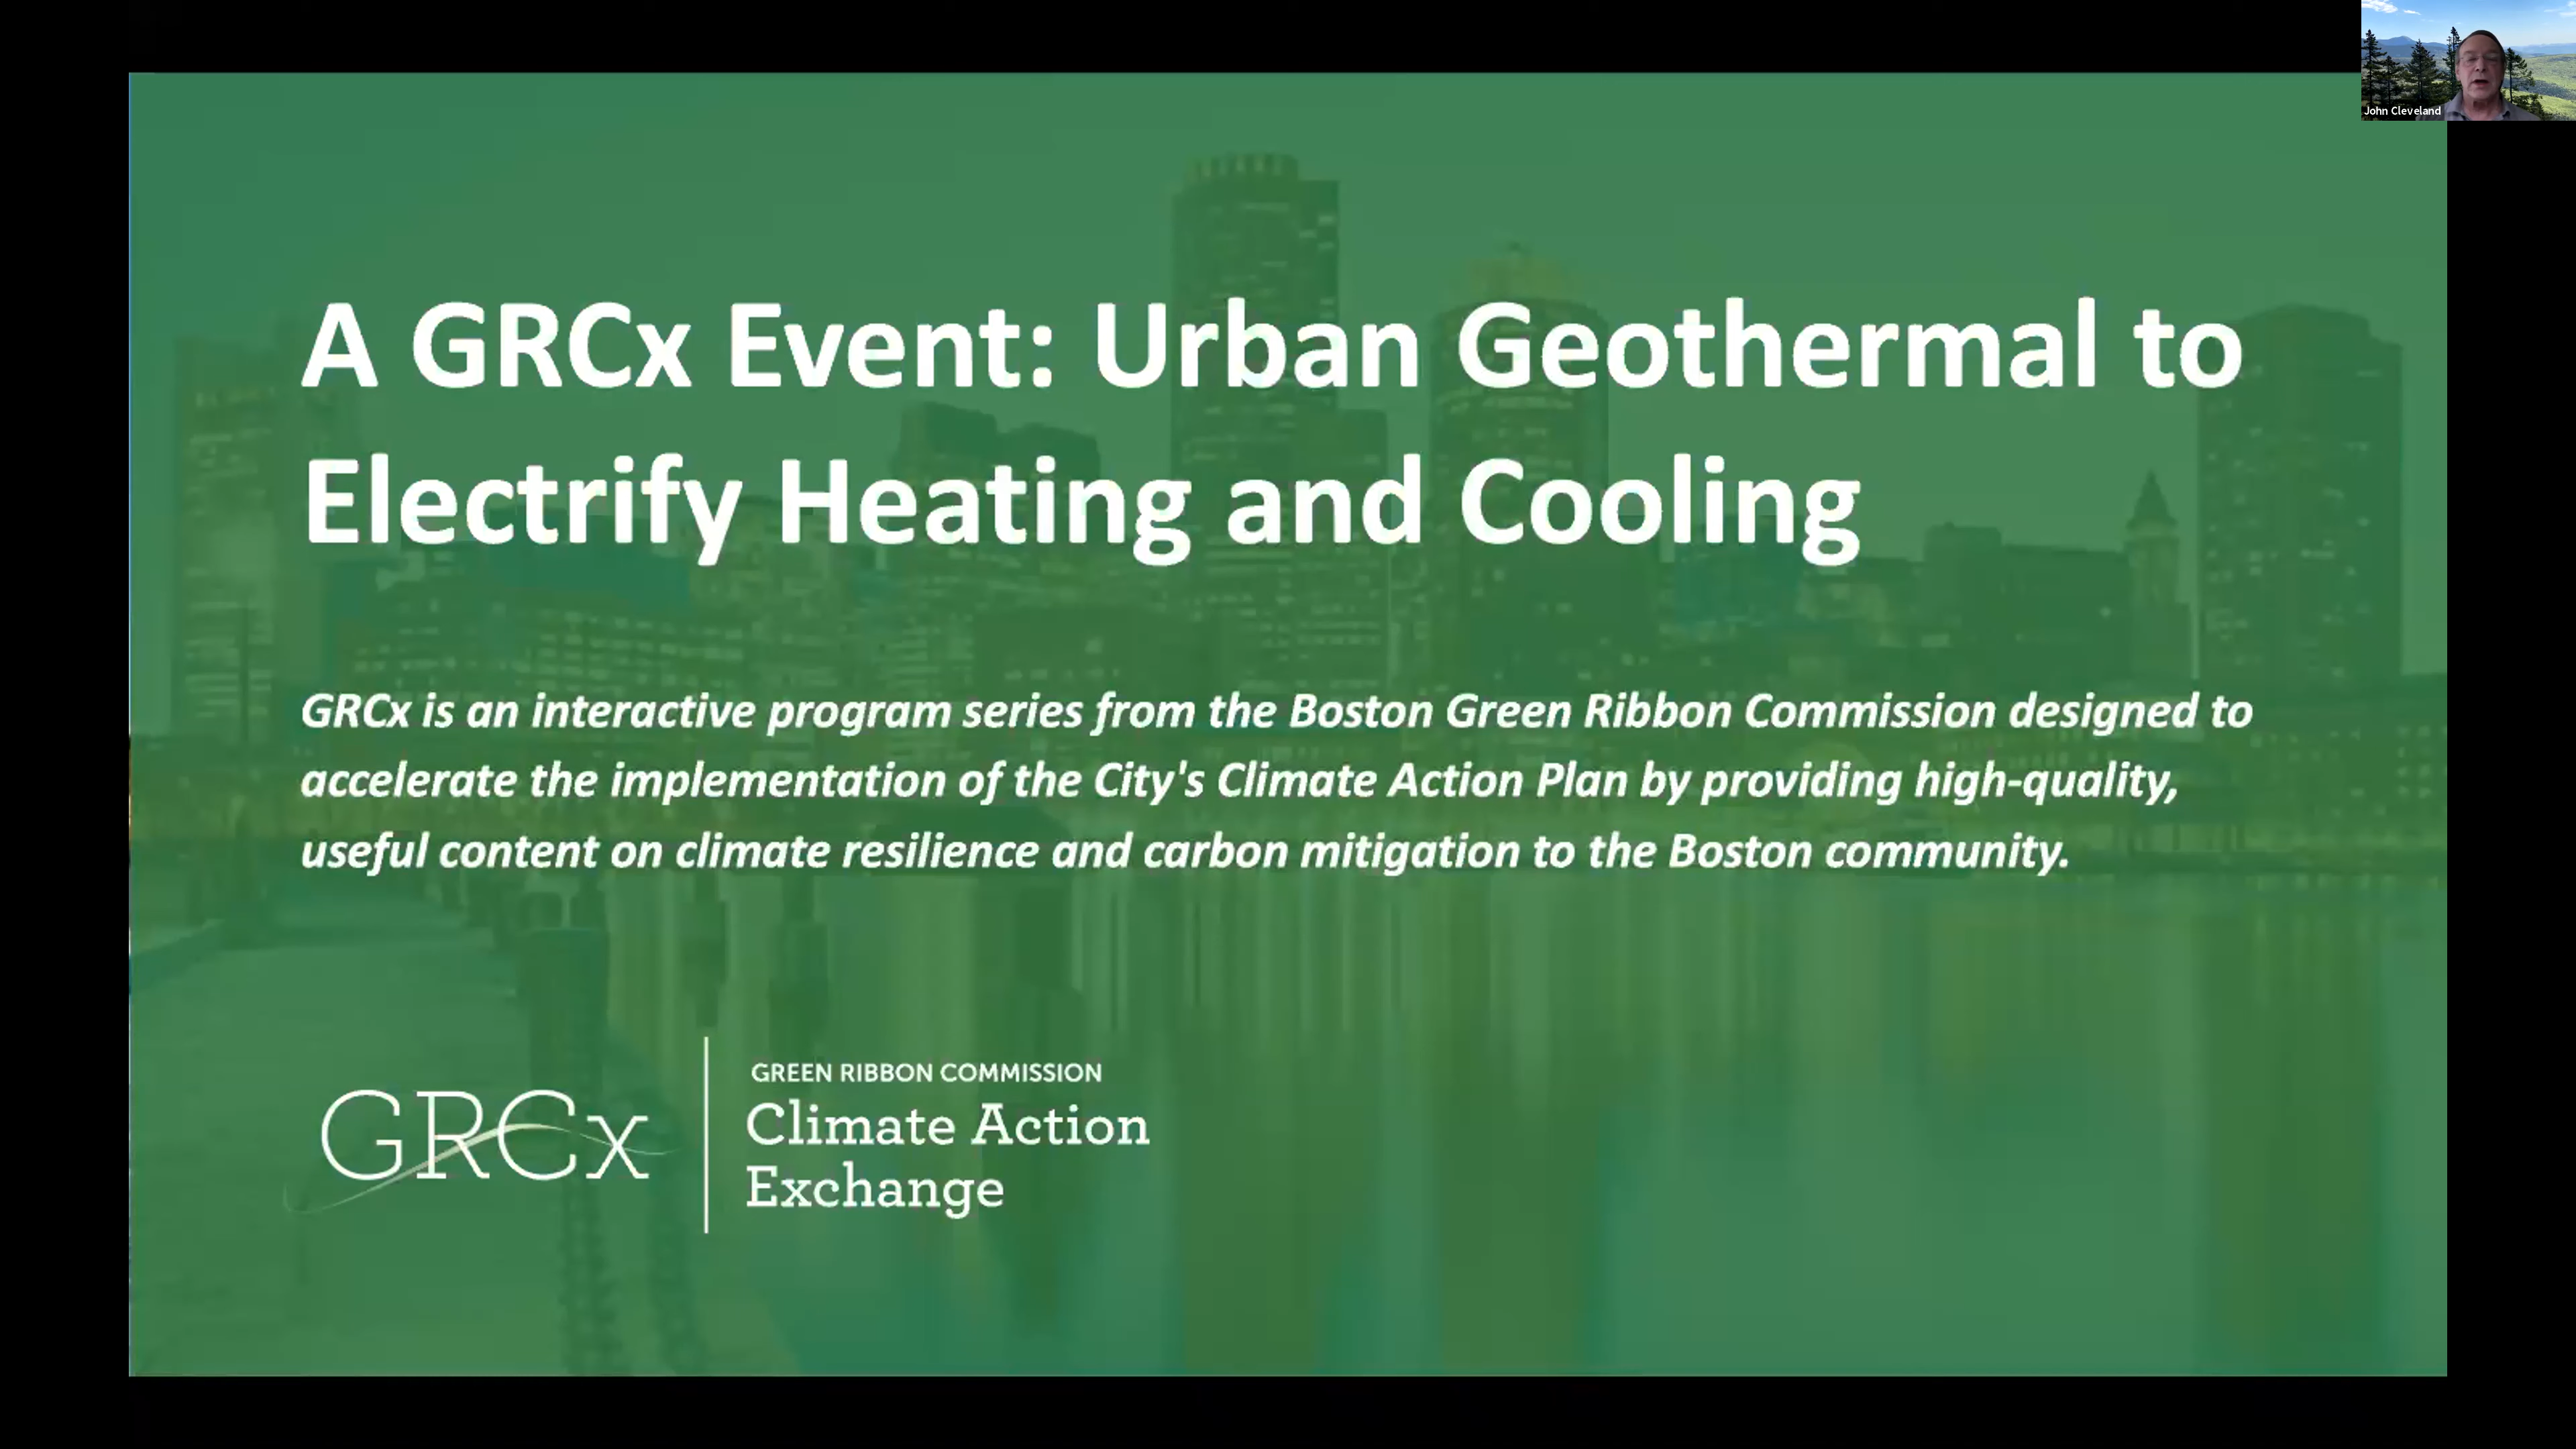 John Cleveland
A GRCx Event: Urban Geothermal to
Electrify Heating and Cooling
GRCx is an interactive program series from the Boston Green Ribbon Commission designed to
accelerate the implementation of the City's Climate Action Plan by providing high-quality,
useful content on climate resilience and carbon mitigation to the Boston community.
GRCx
GREEN RIBBON COMMISSION
Climate Action
Exchange